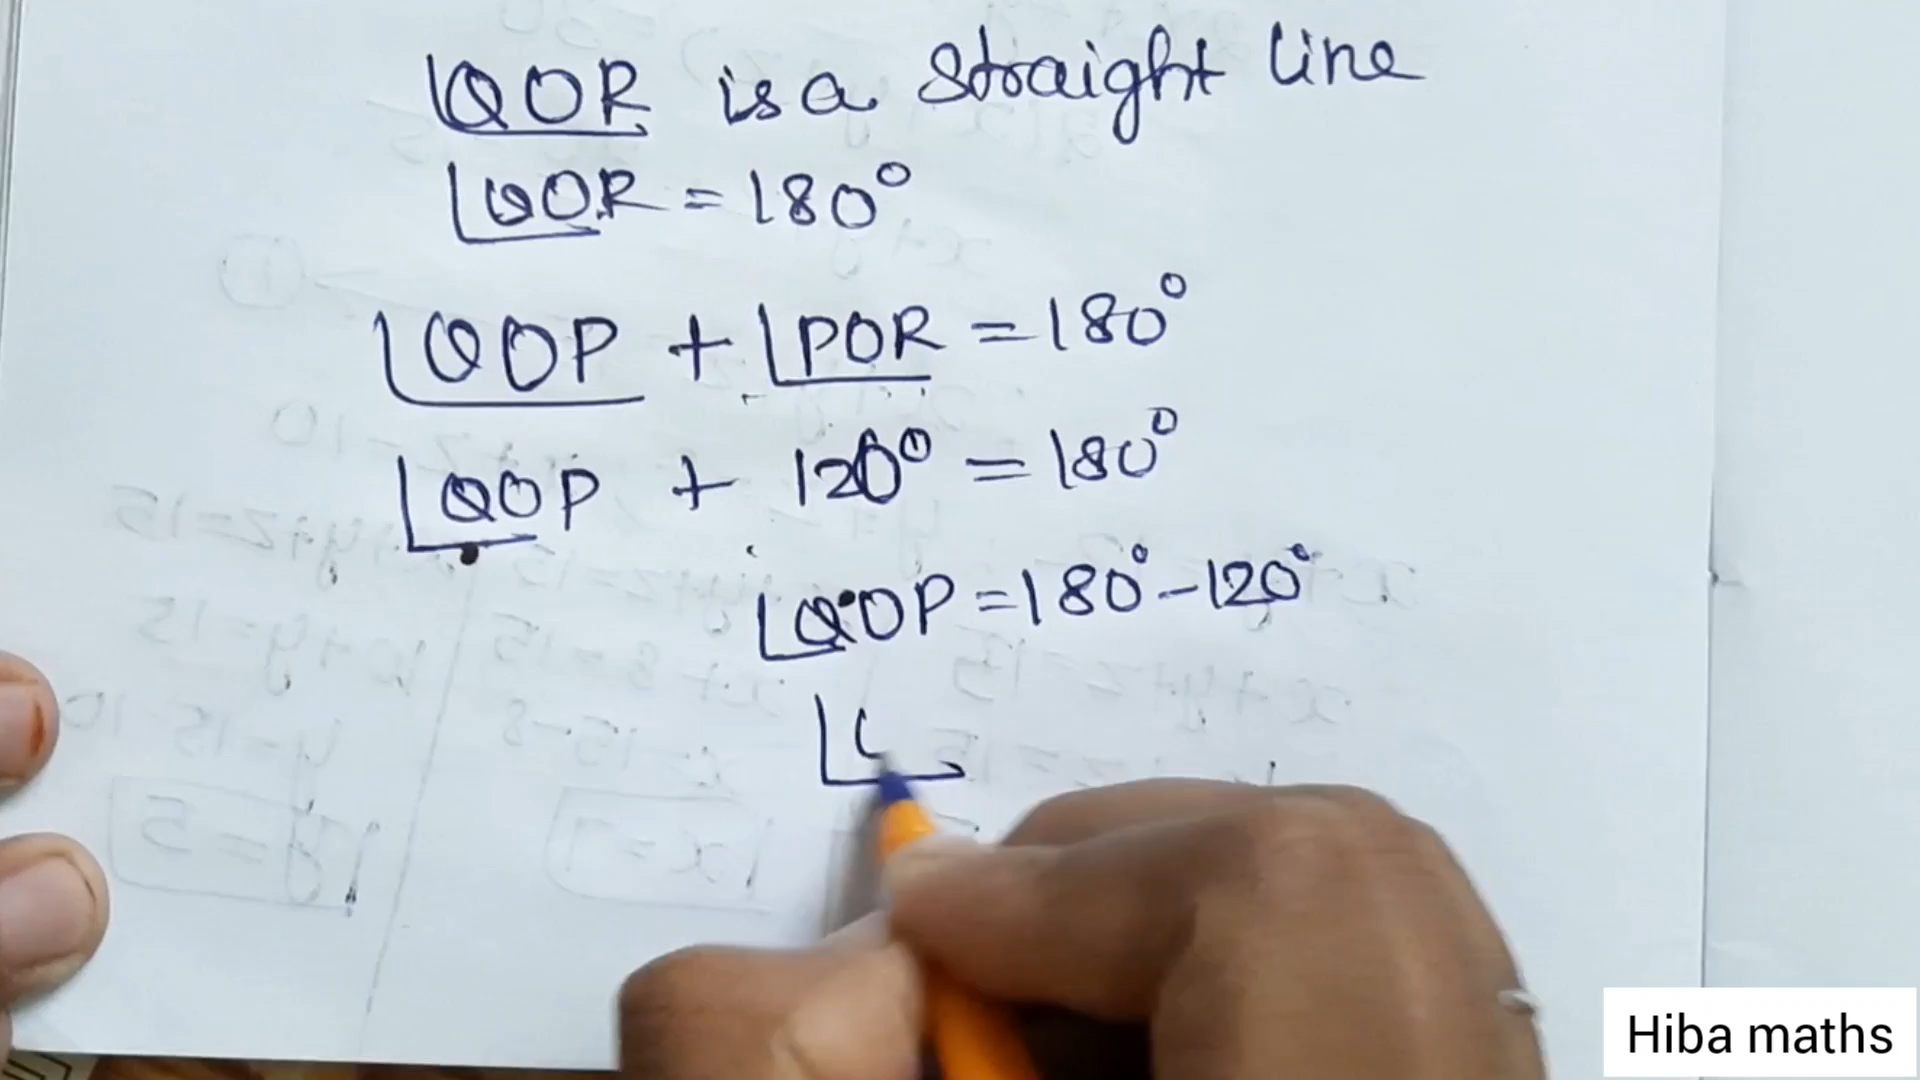 ∠QOR is a straight line
∠QOR = 180°
∠QOP + ∠POR = 180°
∠QOP + 120° = 180°
∠QOP = 180° - 120°
Hiba maths